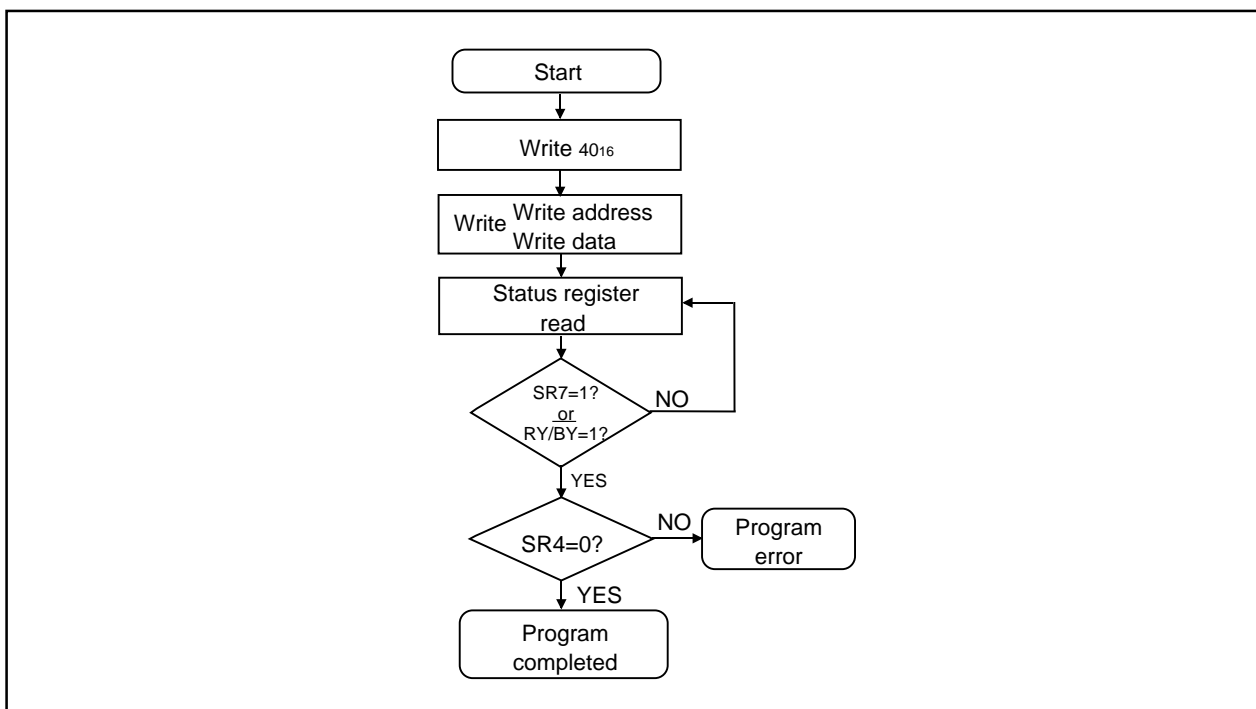 Start
Write 40₁₆
Write Write address
Write data
Status register
read
SR7=1?
or
RY/B̅Y̅=1?
NO
YES
SR4=0?
NO
Program
error
YES
Program
completed